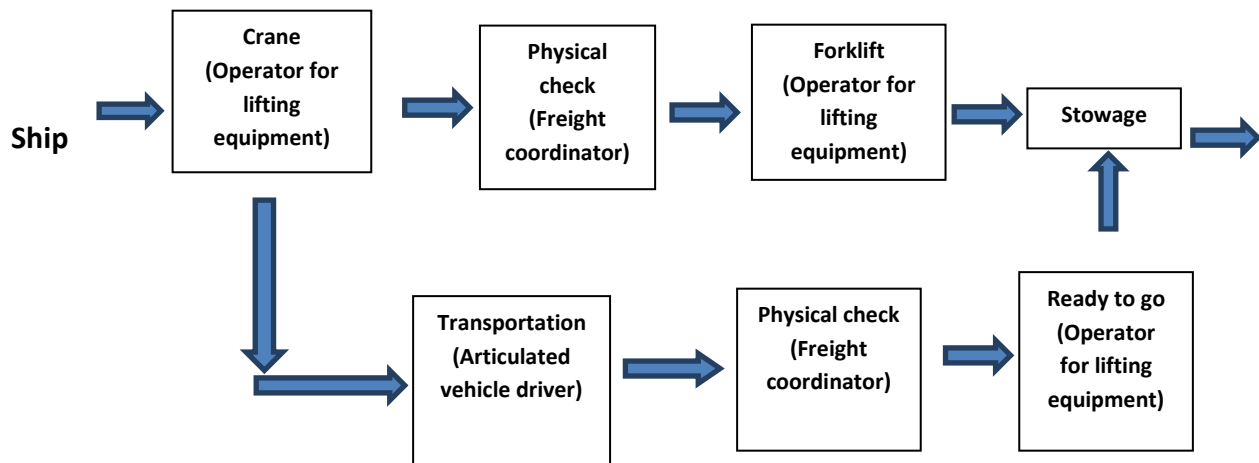 Ship
Crane
(Operator for
lifting
equipment)
Physical
check
(Freight
coordinator)
Forklift
(Operator for
lifting
equipment)
Stowage
Transportation
(Articulated
vehicle driver)
Physical check
(Freight
coordinator)
Ready to go
(Operator
for lifting
equipment)